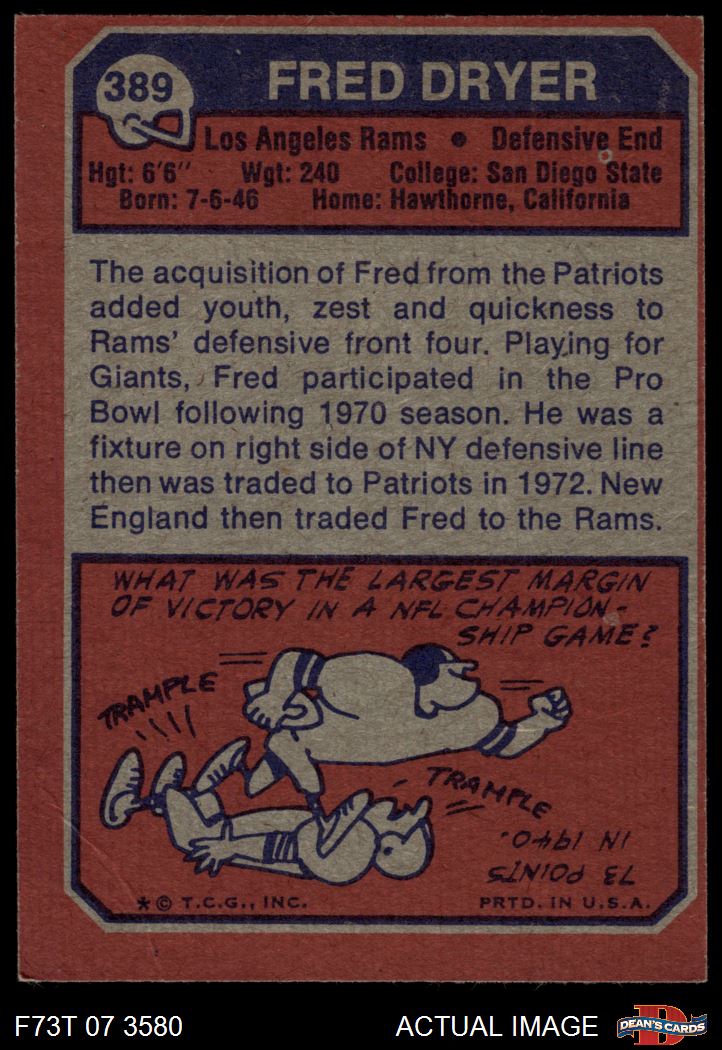 389
FRED DRYER
Los Angeles Rams • Defensive End
Hgt: 6'6" Wgt: 240 College: San Diego State
Born: 7-6-46 Home: Hawthorne, California
The acquisition of Fred from the Patriots
added youth, zest and quickness to
Rams' defensive front four. Playing for
Giants, Fred participated in the Pro
Bowl following 1970 season. He was a
fixture on right side of NY defensive line
then was traded to Patriots in 1972. New
England then traded Fred to the Rams.
WHAT WAS THE LARGEST MARGIN
OF VICTORY IN A NFL CHAMPION-
SHIP GAME?
TRAMPLE
TRAMPLE
73 POINTS
IN 1940.
* © T.C.G., INC. PRTD. IN U.S.A.
F73T 07 3580 ACTUAL IMAGE
D
DEAN'S CARDS